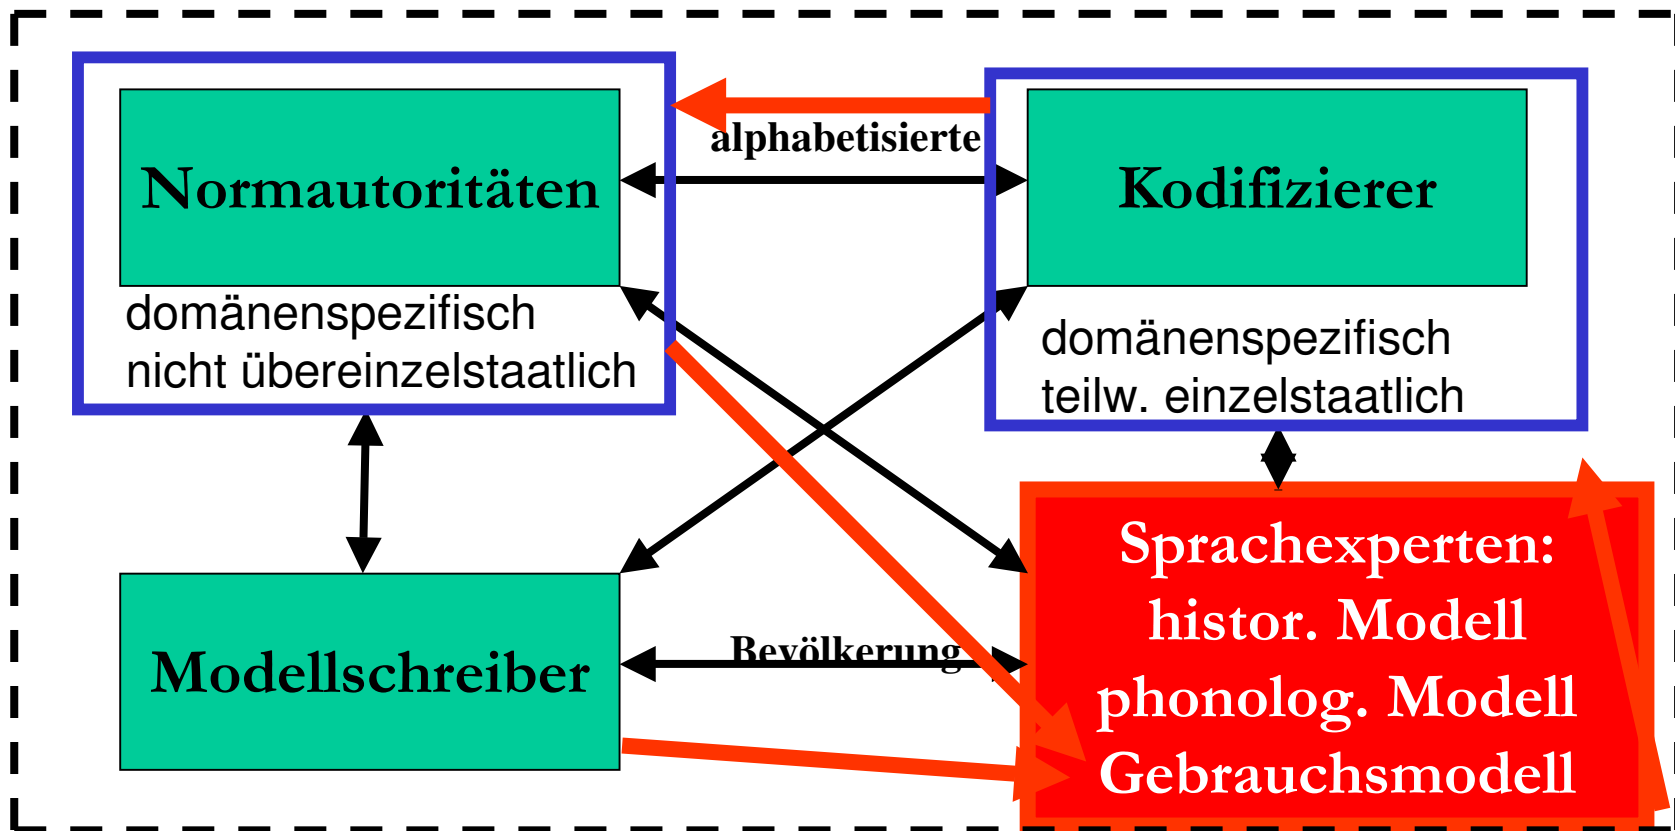 alphabetisierte
Normautoritäten
Kodifizierer
domänenspezifisch
nicht übereinzelstaatlich
domänenspezifisch
teilw. einzelstaatlich
Modellschreiber
Bevölkerung
Sprachexperten:
histor. Modell
phonolog. Modell
Gebrauchsmodell